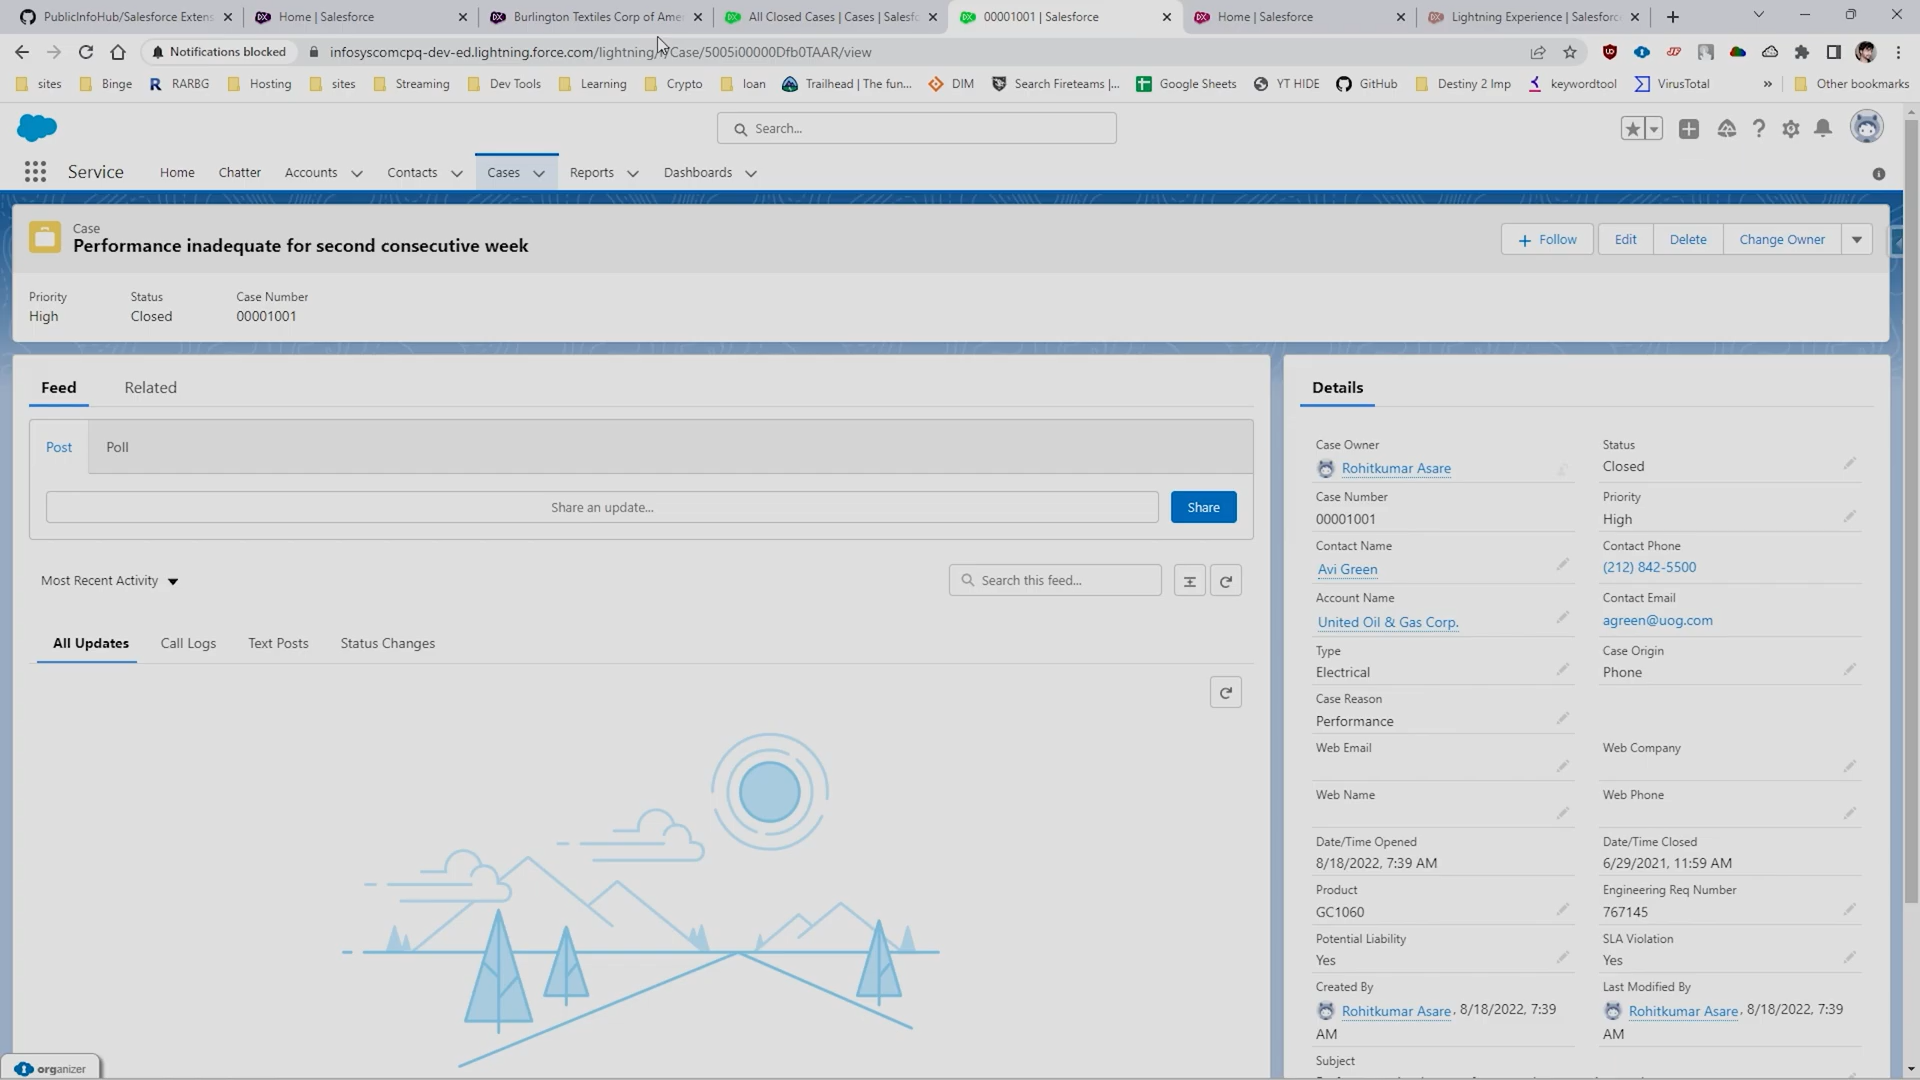 PublicInfoHub/Salesforce Extens
Home | Salesforce
Burlington Textiles Corp of Ame
All Closed Cases | Cases | Salesfo
00001001 | Salesforce
Home | Salesforce
Lightning Experience | Salesforce
Notifications blocked
infosyscomcpq-dev-ed.lightning.force.com/lightning/r/Case/5005i00000Dfb0TAAR/view
sites
Binge
RARBG
Hosting
sites
Streaming
Dev Tools
Learning
Crypto
loan
Trailhead | The fun...
DIM
Search Fireteams |...
Google Sheets
YT HIDE
GitHub
Destiny 2 Imp
keywordtool
VirusTotal
»
Other bookmarks
Search...
Service
Home
Chatter
Accounts
Contacts
Cases
Reports
Dashboards
Case
Performance inadequate for second consecutive week
+ Follow
Edit
Delete
Change Owner
Priority
High
Status
Closed
Case Number
00001001
Feed
Related
Post
Poll
Share an update...
Share
Most Recent Activity
Search this feed...
All Updates
Call Logs
Text Posts
Status Changes
Details
Case Owner
Rohitkumar Asare
Status
Closed
Case Number
00001001
Priority
High
Contact Name
Avi Green
Contact Phone
(212) 842-5500
Account Name
United Oil & Gas Corp.
Contact Email
agreen@uog.com
Type
Electrical
Case Origin
Phone
Case Reason
Performance
Web Email
Web Company
Web Name
Web Phone
Date/Time Opened
8/18/2022, 7:39 AM
Date/Time Closed
6/29/2021, 11:59 AM
Product
GC1060
Engineering Req Number
767145
Potential Liability
Yes
SLA Violation
Yes
Created By
Rohitkumar Asare, 8/18/2022, 7:39
AM
Last Modified By
Rohitkumar Asare, 8/18/2022, 7:39
AM
Subject
organizer